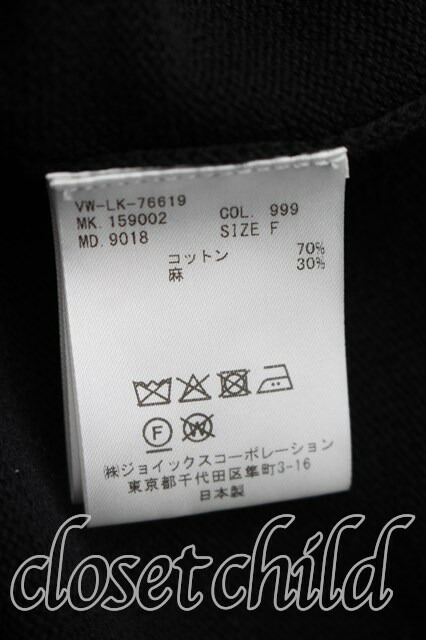 VW-LK-76619
MK. 159002 COL. 999
MD. 9018 SIZE F
コットン 70%
麻 30%
F W
㈱ジョイックスコーポレーション
東京都千代田区隼町3-16
日本製
closetchild